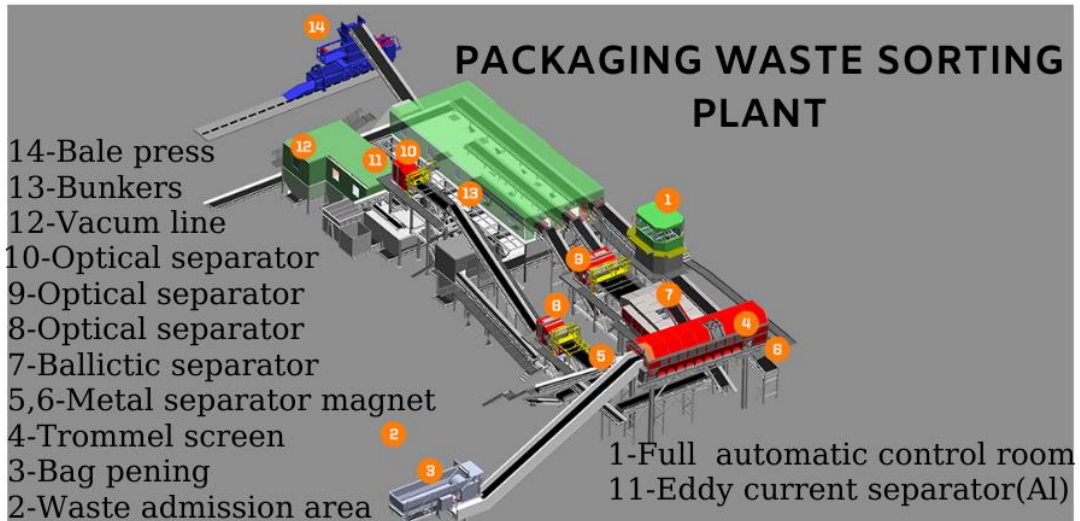 PACKAGING WASTE SORTING
PLANT
14-Bale press
13-Bunkers
12-Vacum line
10-Optical separator
9-Optical separator
8-Optical separator
7-Ballictic separator
5,6-Metal separator magnet
4-Trommel screen
3-Bag pening
2-Waste admission area
1-Full automatic control room
11-Eddy current separator(Al)
14
12
11
10
13
1
9
7
8
4
5
6
2
3